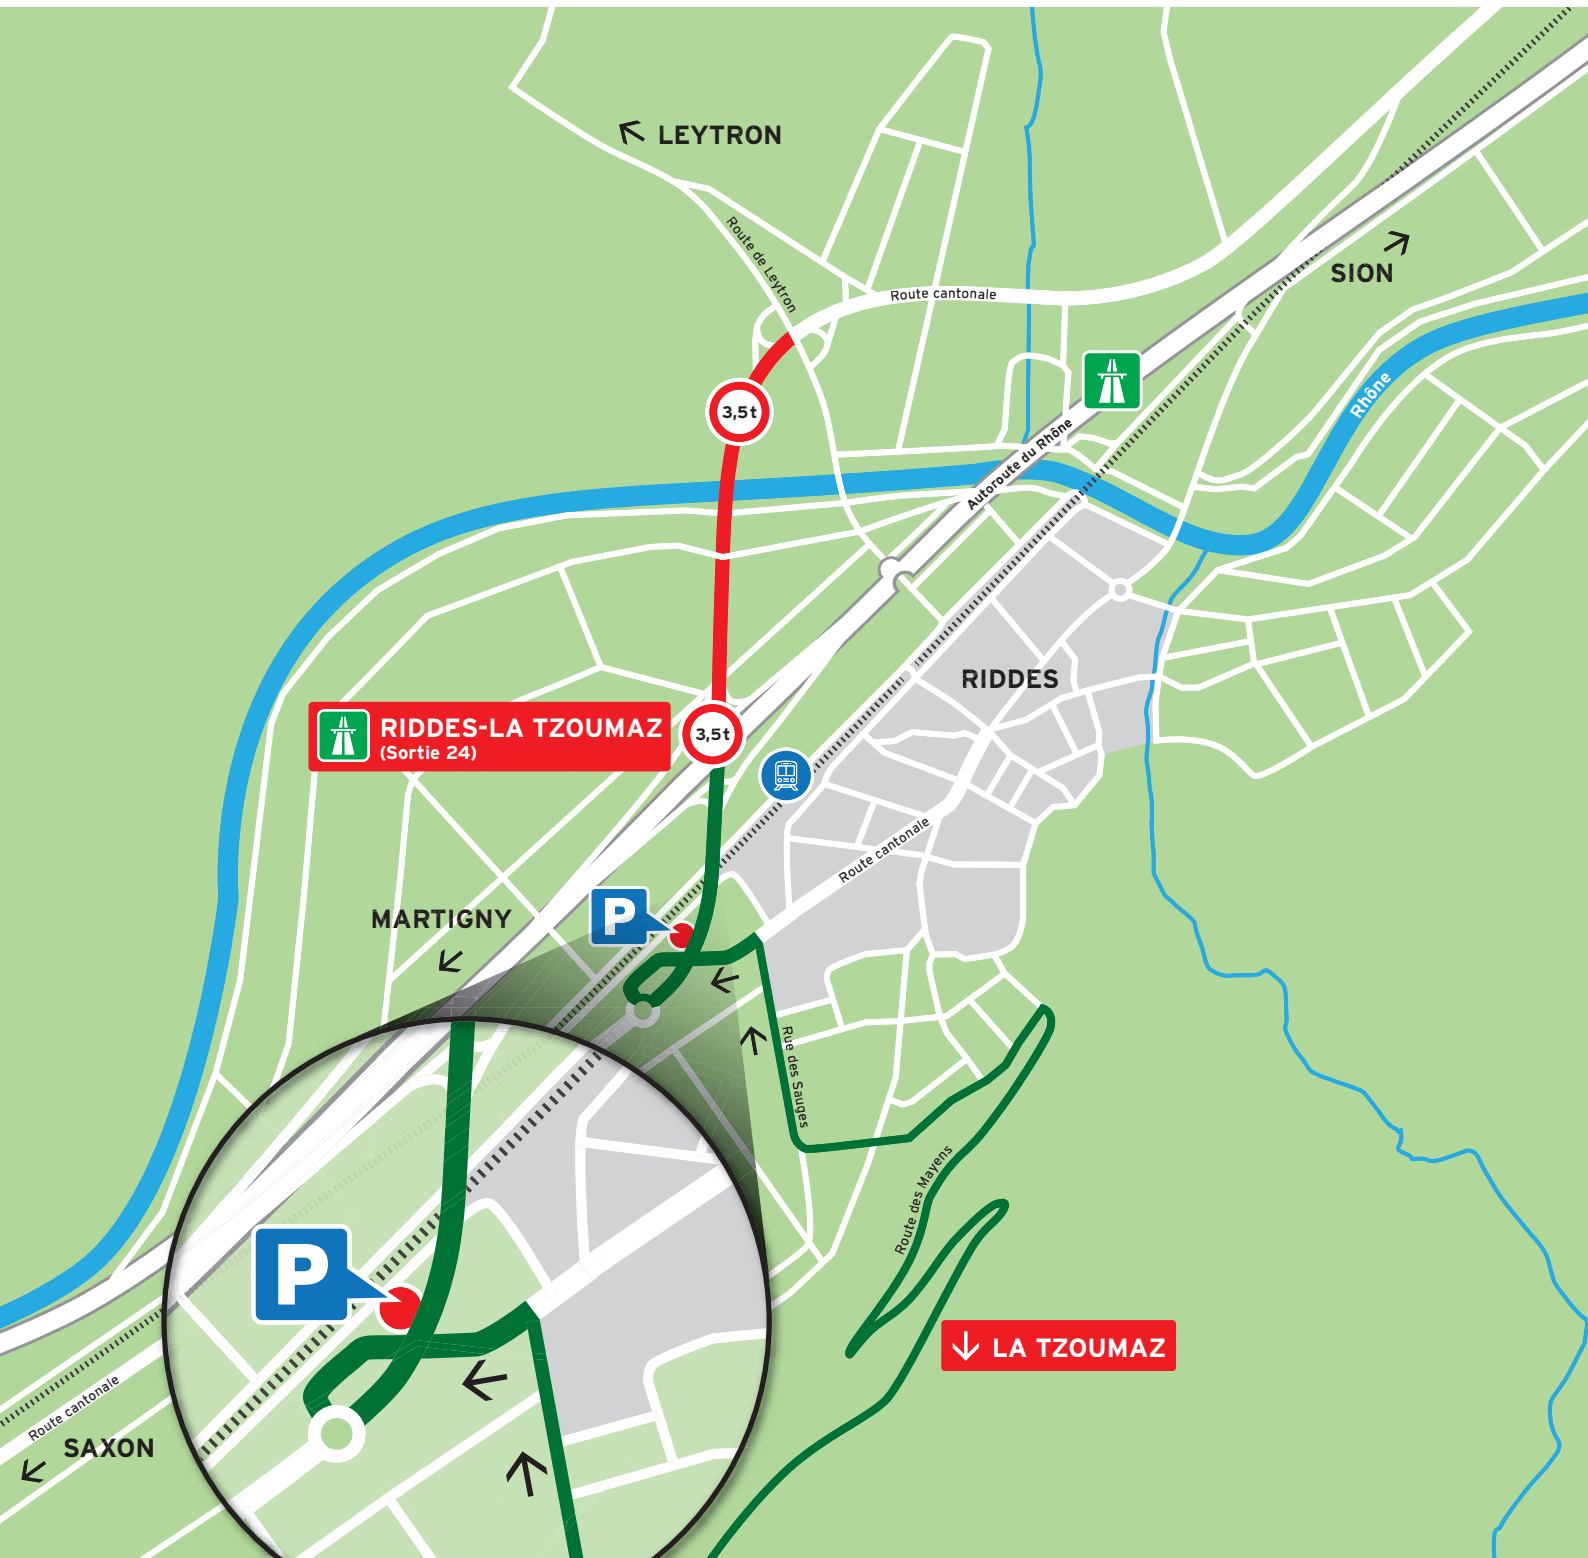 LEYTRON
Route de Leytron
Route cantonale
SION
Rhône
3,5t
Autoroute du Rhône
RIDDES
RIDDES-LA TZOUMAZ
(Sortie 24)
3,5t
Route cantonale
MARTIGNY
P
Rue des Sauges
Route des Mayens
P
LA TZOUMAZ
Route cantonale
SAXON